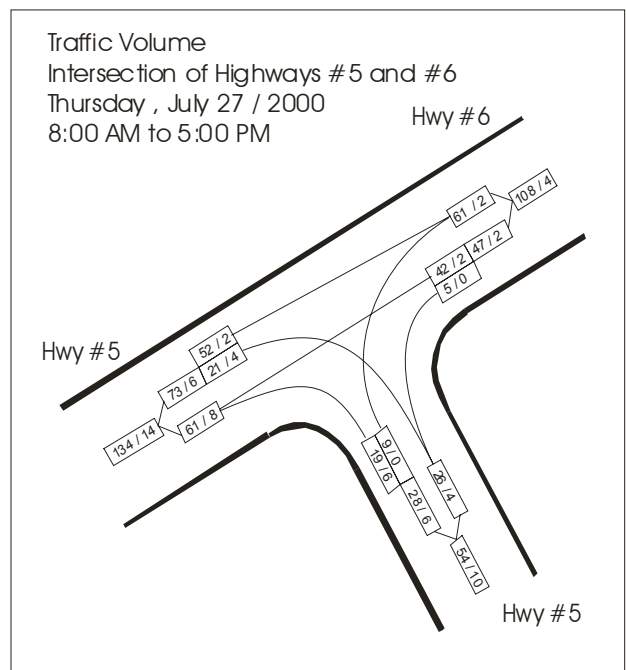 Traffic Volume
Intersection of Highways #5 and #6
Thursday , July 27 / 2000
8:00 AM to 5:00 PM
Hwy #6
108 / 4
61 / 2
47 / 2
42 / 2
5 / 0
Hwy #5
52 / 2
21 / 4
73 / 6
61 / 8
134 / 14
9 / 0
19 / 6
28 / 6
26 / 4
54 / 10
Hwy #5